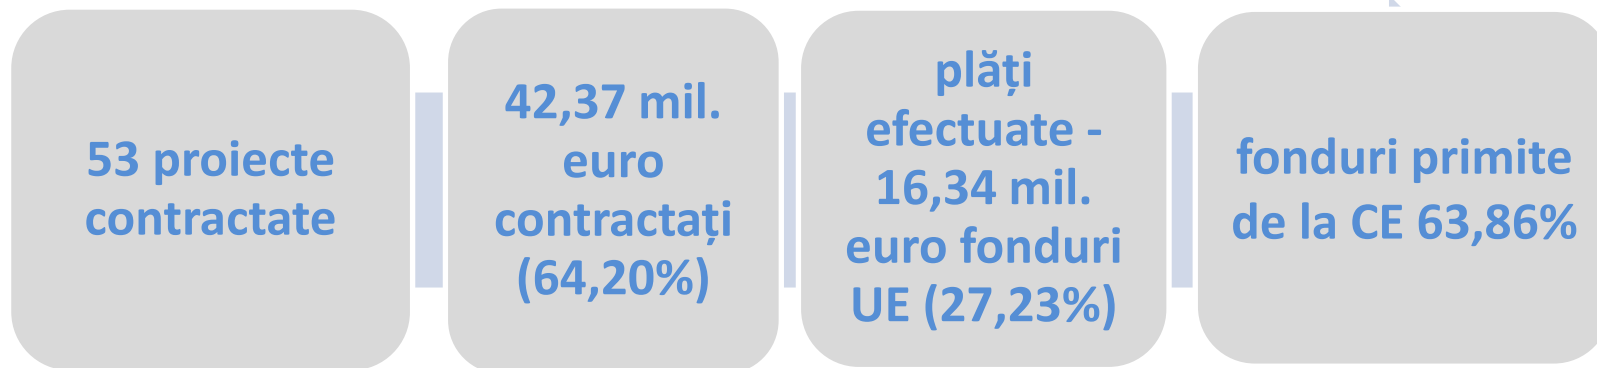 53 proiecte
contractate
42,37 mil.
euro
contractați
(64,20%)
plăți
efectuate -
16,34 mil.
euro fonduri
UE (27,23%)
fonduri primite
de la CE 63,86%